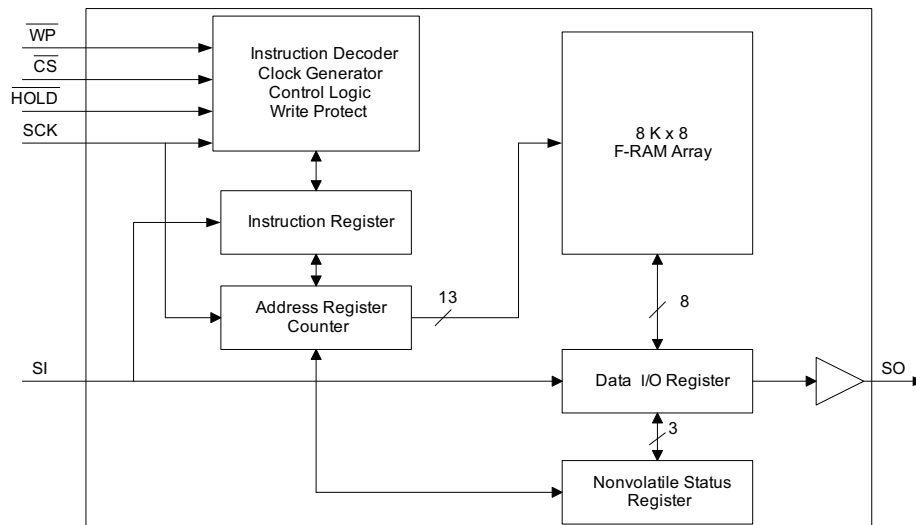 WP
CS
HOLD
SCK
Instruction Decoder
Clock Generator
Control Logic
Write Protect
8 K x 8
F-RAM Array
Instruction Register
Address Register
Counter
13
8
SI
Data I/O Register
SO
3
Nonvolatile Status
Register